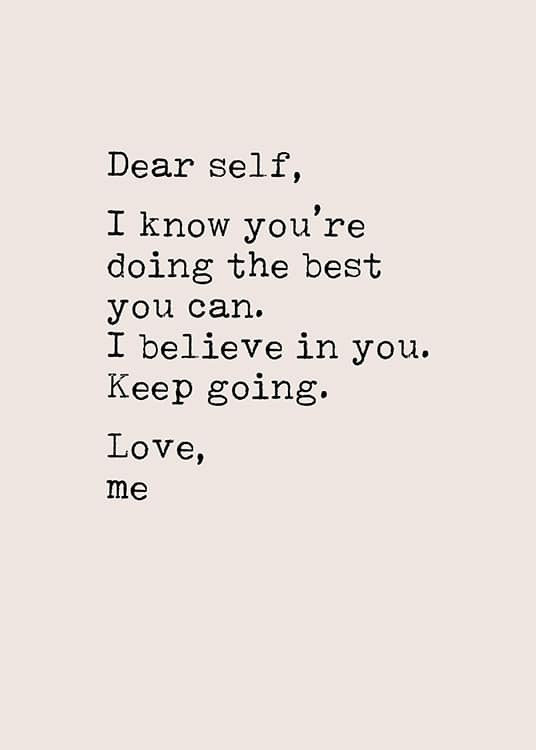 Dear self,
I know you're
doing the best
you can.
I believe in you.
Keep going.
Love,
me